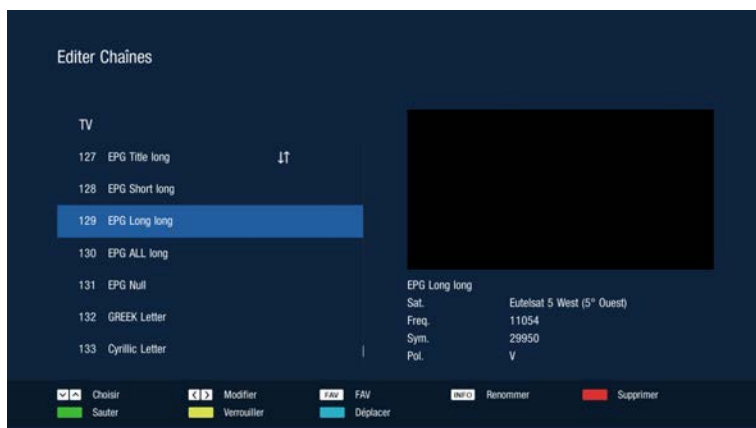 Editer Chaînes
TV
127 EPG Title long
128 EPG Short long
129 EPG Long long
130 EPG ALL long
131 EPG Null
132 GREEK Letter
133 Cyrillic Letter
EPG Long long
Sat. Eutelsat 5 West (5° Ouest)
Freq. 11054
Sym. 29950
Pol. V
Choisir Modifier FAV FAV INFO Renommer Supprimer
Sauter Verrouiller Déplacer